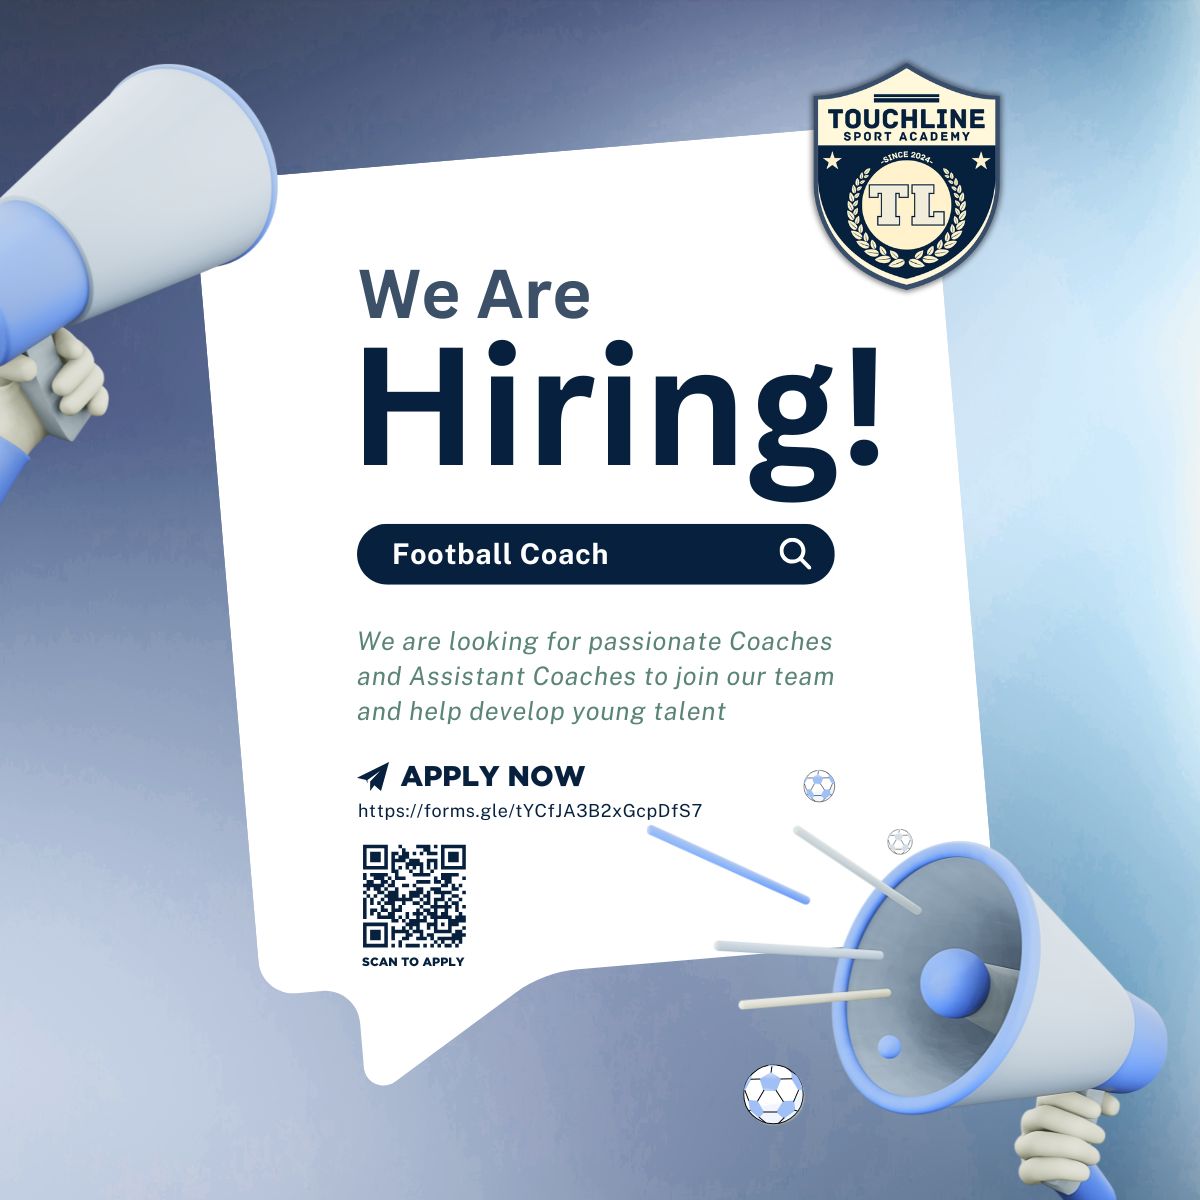 TOUCHLINE
SPORT ACADEMY
-SINCE 2024-
TL
We Are
Hiring!
Football Coach
We are looking for passionate Coaches
and Assistant Coaches to join our team
and help develop young talent
APPLY NOW
https://forms.gle/tYCfJA3B2xGcpDfS7
SCAN TO APPLY